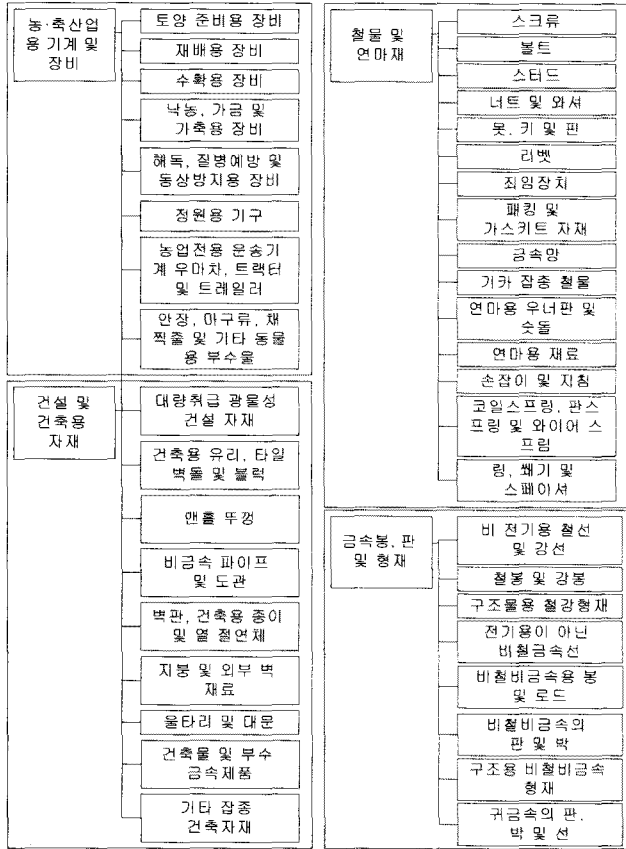 농·축산업
용 기계 및
장비
토양 준비용 장비
재배용 장비
수확용 장비
낙농, 가금 및
가축용 장비
해독, 질병예방 및
동상방지용 장비
정원용 기구
농업전용 운송기
계 우마차, 트랙터
및 트레일러
안장, 마구류, 채
찍줄 및 기타 동물
용 부수물
건설 및
건축용
자재
대량취급 광물성
건설 자재
건축용 유리, 타일
벽돌 및 블럭
맨홀 뚜껑
비금속 파이프
및 도관
벽판, 건축용 종이
및 열 절연체
지붕 및 외부 벽
재료
울타리 및 대문
건축물 및 부수
금속제품
기타 잡종
건축자재
철물 및
연마재
스크류
볼트
스터드
너트 및 와셔
못, 키 및 핀
리벳
죄임장치
패킹 및
가스키트 자재
금속망
기카 잡종 철물
연마용 우너판 및
숫돌
연마용 재료
손잡이 및 지침
코일스프링, 판스
프링 및 와이어 스
프림
링, 쐐기 및
스페이셔
금속봉, 판
및 형재
비 전기용 철선
및 강선
철봉 및 강봉
구조물용 철강형재
전기용이 아닌
비철금속선
비철비금속용 봉
및 로드
비철비금속의
판 및 박
구조용 비철비금속
형재
귀금속의 판,
박 및 선